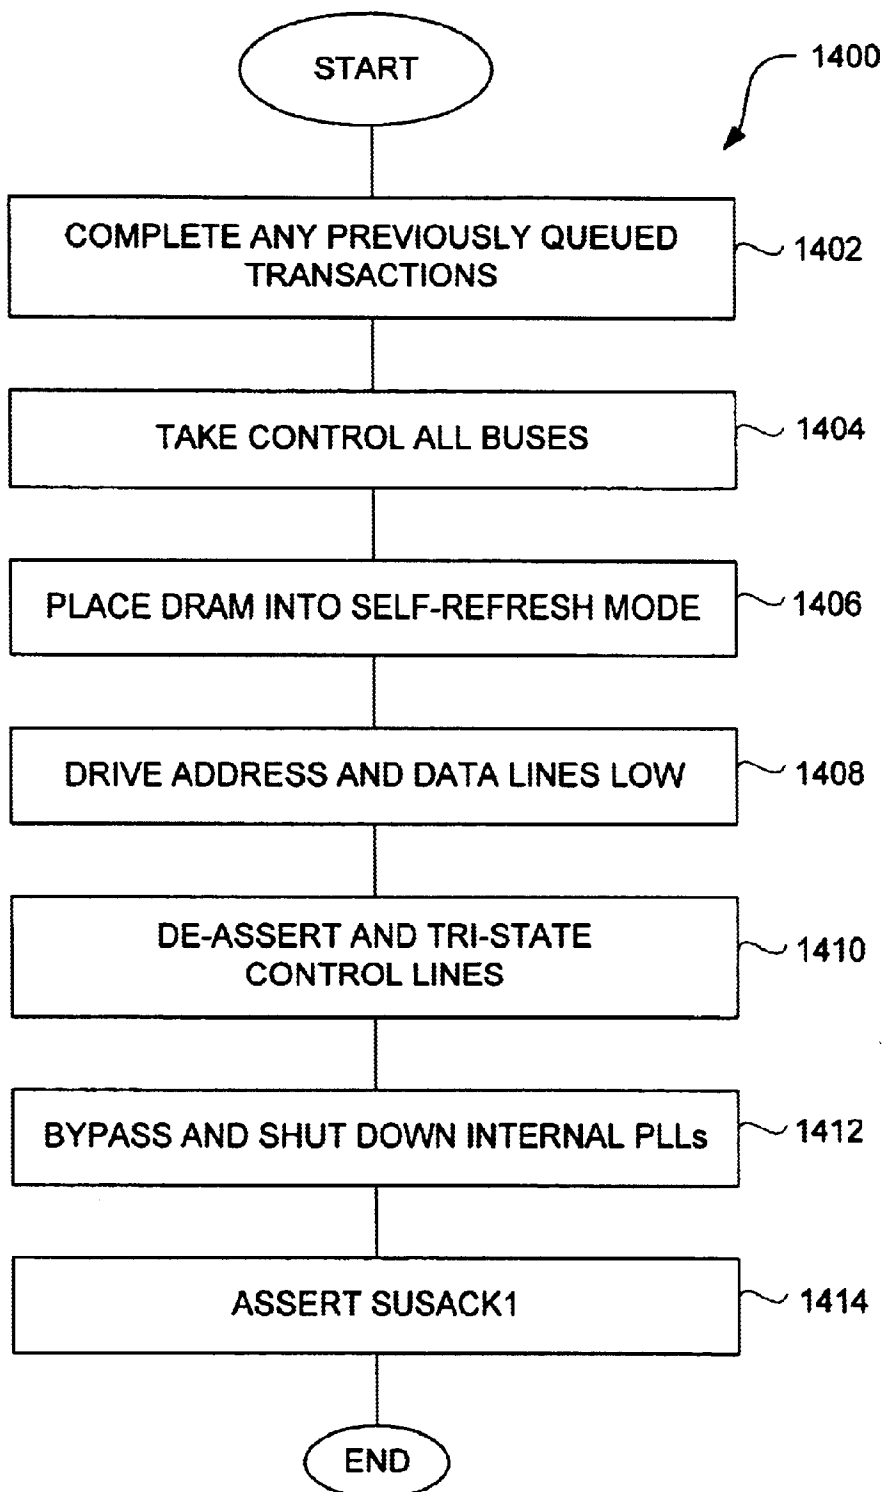 START
1400
COMPLETE ANY PREVIOUSLY QUEUED
TRANSACTIONS
1402
TAKE CONTROL ALL BUSES
1404
PLACE DRAM INTO SELF-REFRESH MODE
1406
DRIVE ADDRESS AND DATA LINES LOW
1408
DE-ASSERT AND TRI-STATE
CONTROL LINES
1410
BYPASS AND SHUT DOWN INTERNAL PLLs
1412
ASSERT SUSACK1
1414
END